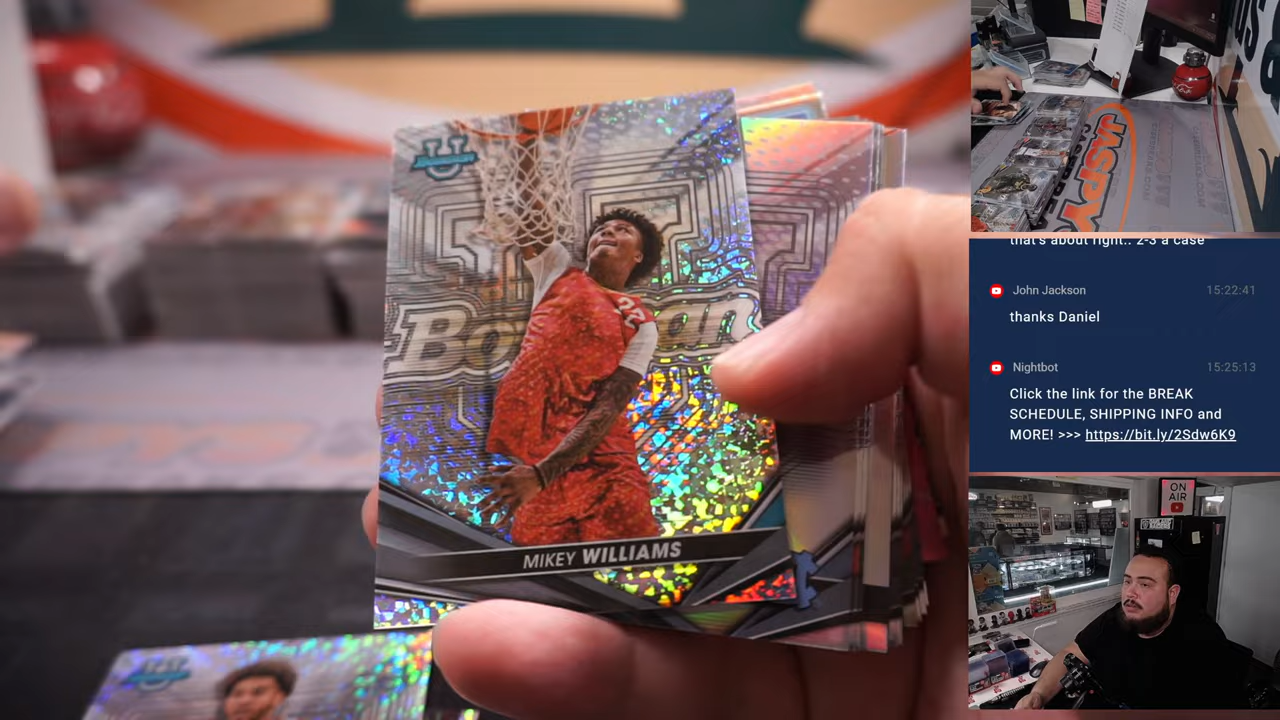 Bowman
MIKEY WILLIAMS
22
JASPY
that's about right.. 2-3 a case
John Jackson 15:22:41
thanks Daniel
Nightbot 15:25:13
Click the link for the BREAK
SCHEDULE, SHIPPING INFO and
MORE! >>> https://bit.ly/2Sdw6K9
ON
AIR